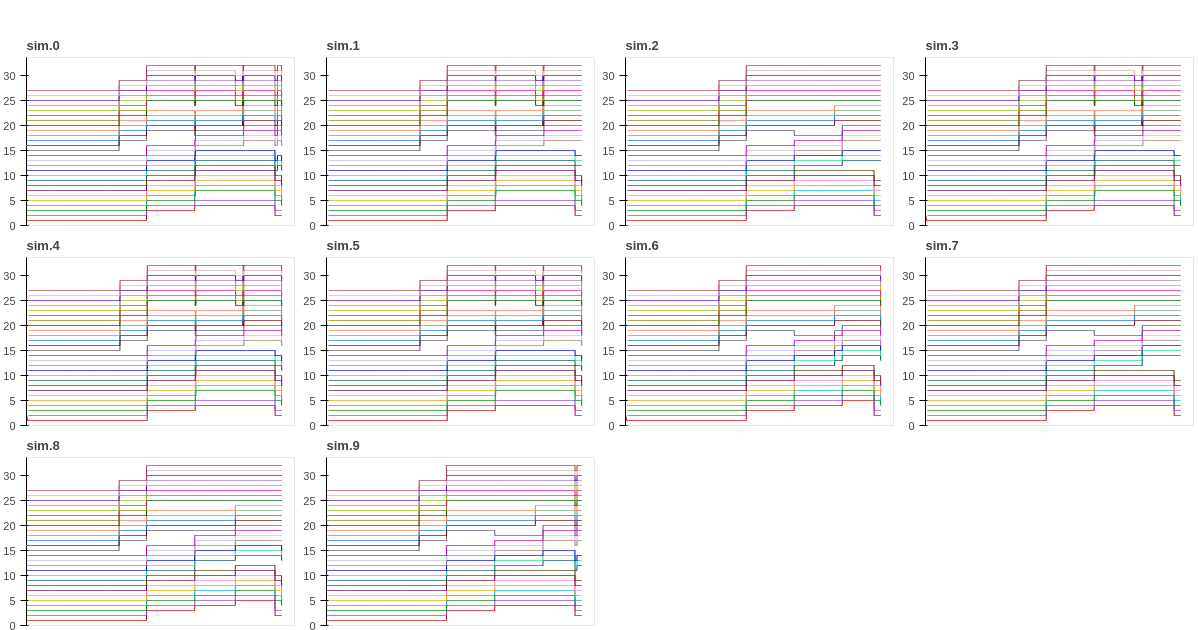 sim.0 sim.1 sim.2 sim.3
30 30 30 30
25 25 25 25
20 20 20 20
15 15 15 15
10 10 10 10
5 5 5 5
0 0 0 0
sim.4 sim.5 sim.6 sim.7
30 30 30 30
25 25 25 25
20 20 20 20
15 15 15 15
10 10 10 10
5 5 5 5
0 0 0 0
sim.8 sim.9
30 30
25 25
20 20
15 15
10 10
5 5
0 0